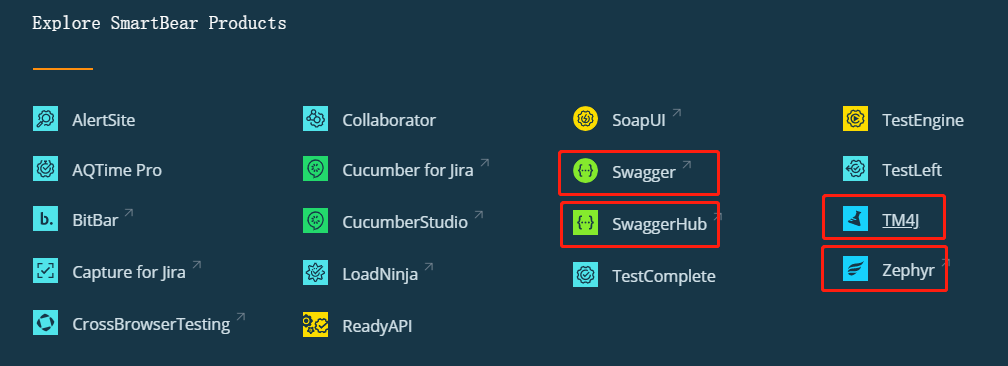 Explore SmartBear Products
AlertSite
Collaborator
SoapUI
TestEngine
AQTime Pro
Cucumber for Jira
Swagger
TestLeft
b. BitBar
CucumberStudio
{··} SwaggerHub
TM4J
Capture for Jira
LoadNinja
TestComplete
Zephyr
CrossBrowserTesting
ReadyAPI